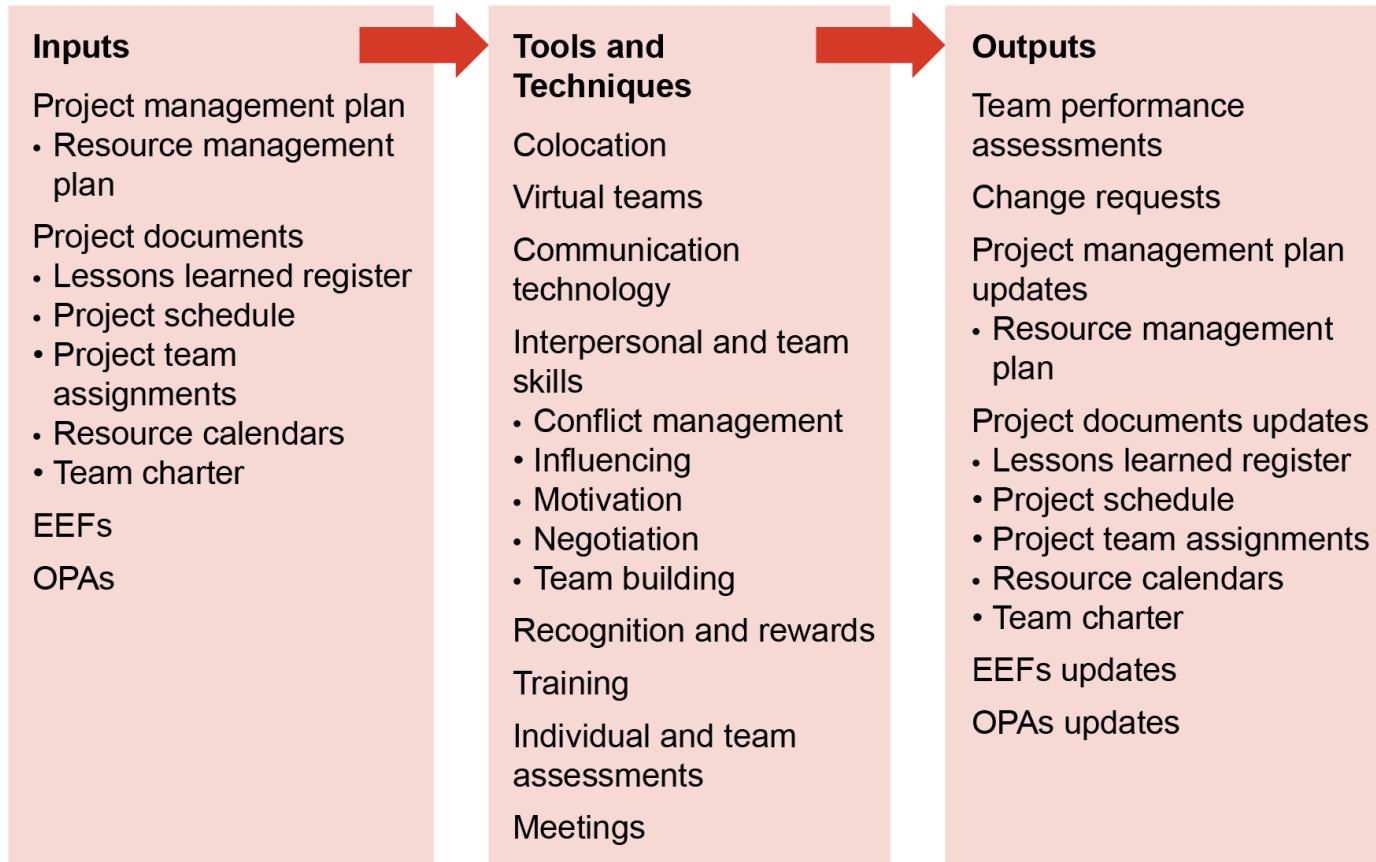 Inputs
Project management plan
• Resource management
plan
Project documents
• Lessons learned register
• Project schedule
• Project team
assignments
• Resource calendars
• Team charter
EEFs
OPAs
Tools and
Techniques
Colocation
Virtual teams
Communication
technology
Interpersonal and team
skills
• Conflict management
• Influencing
• Motivation
• Negotiation
• Team building
Recognition and rewards
Training
Individual and team
assessments
Meetings
Outputs
Team performance
assessments
Change requests
Project management plan
updates
• Resource management
plan
Project documents updates
• Lessons learned register
• Project schedule
• Project team assignments
• Resource calendars
• Team charter
EEFs updates
OPAs updates